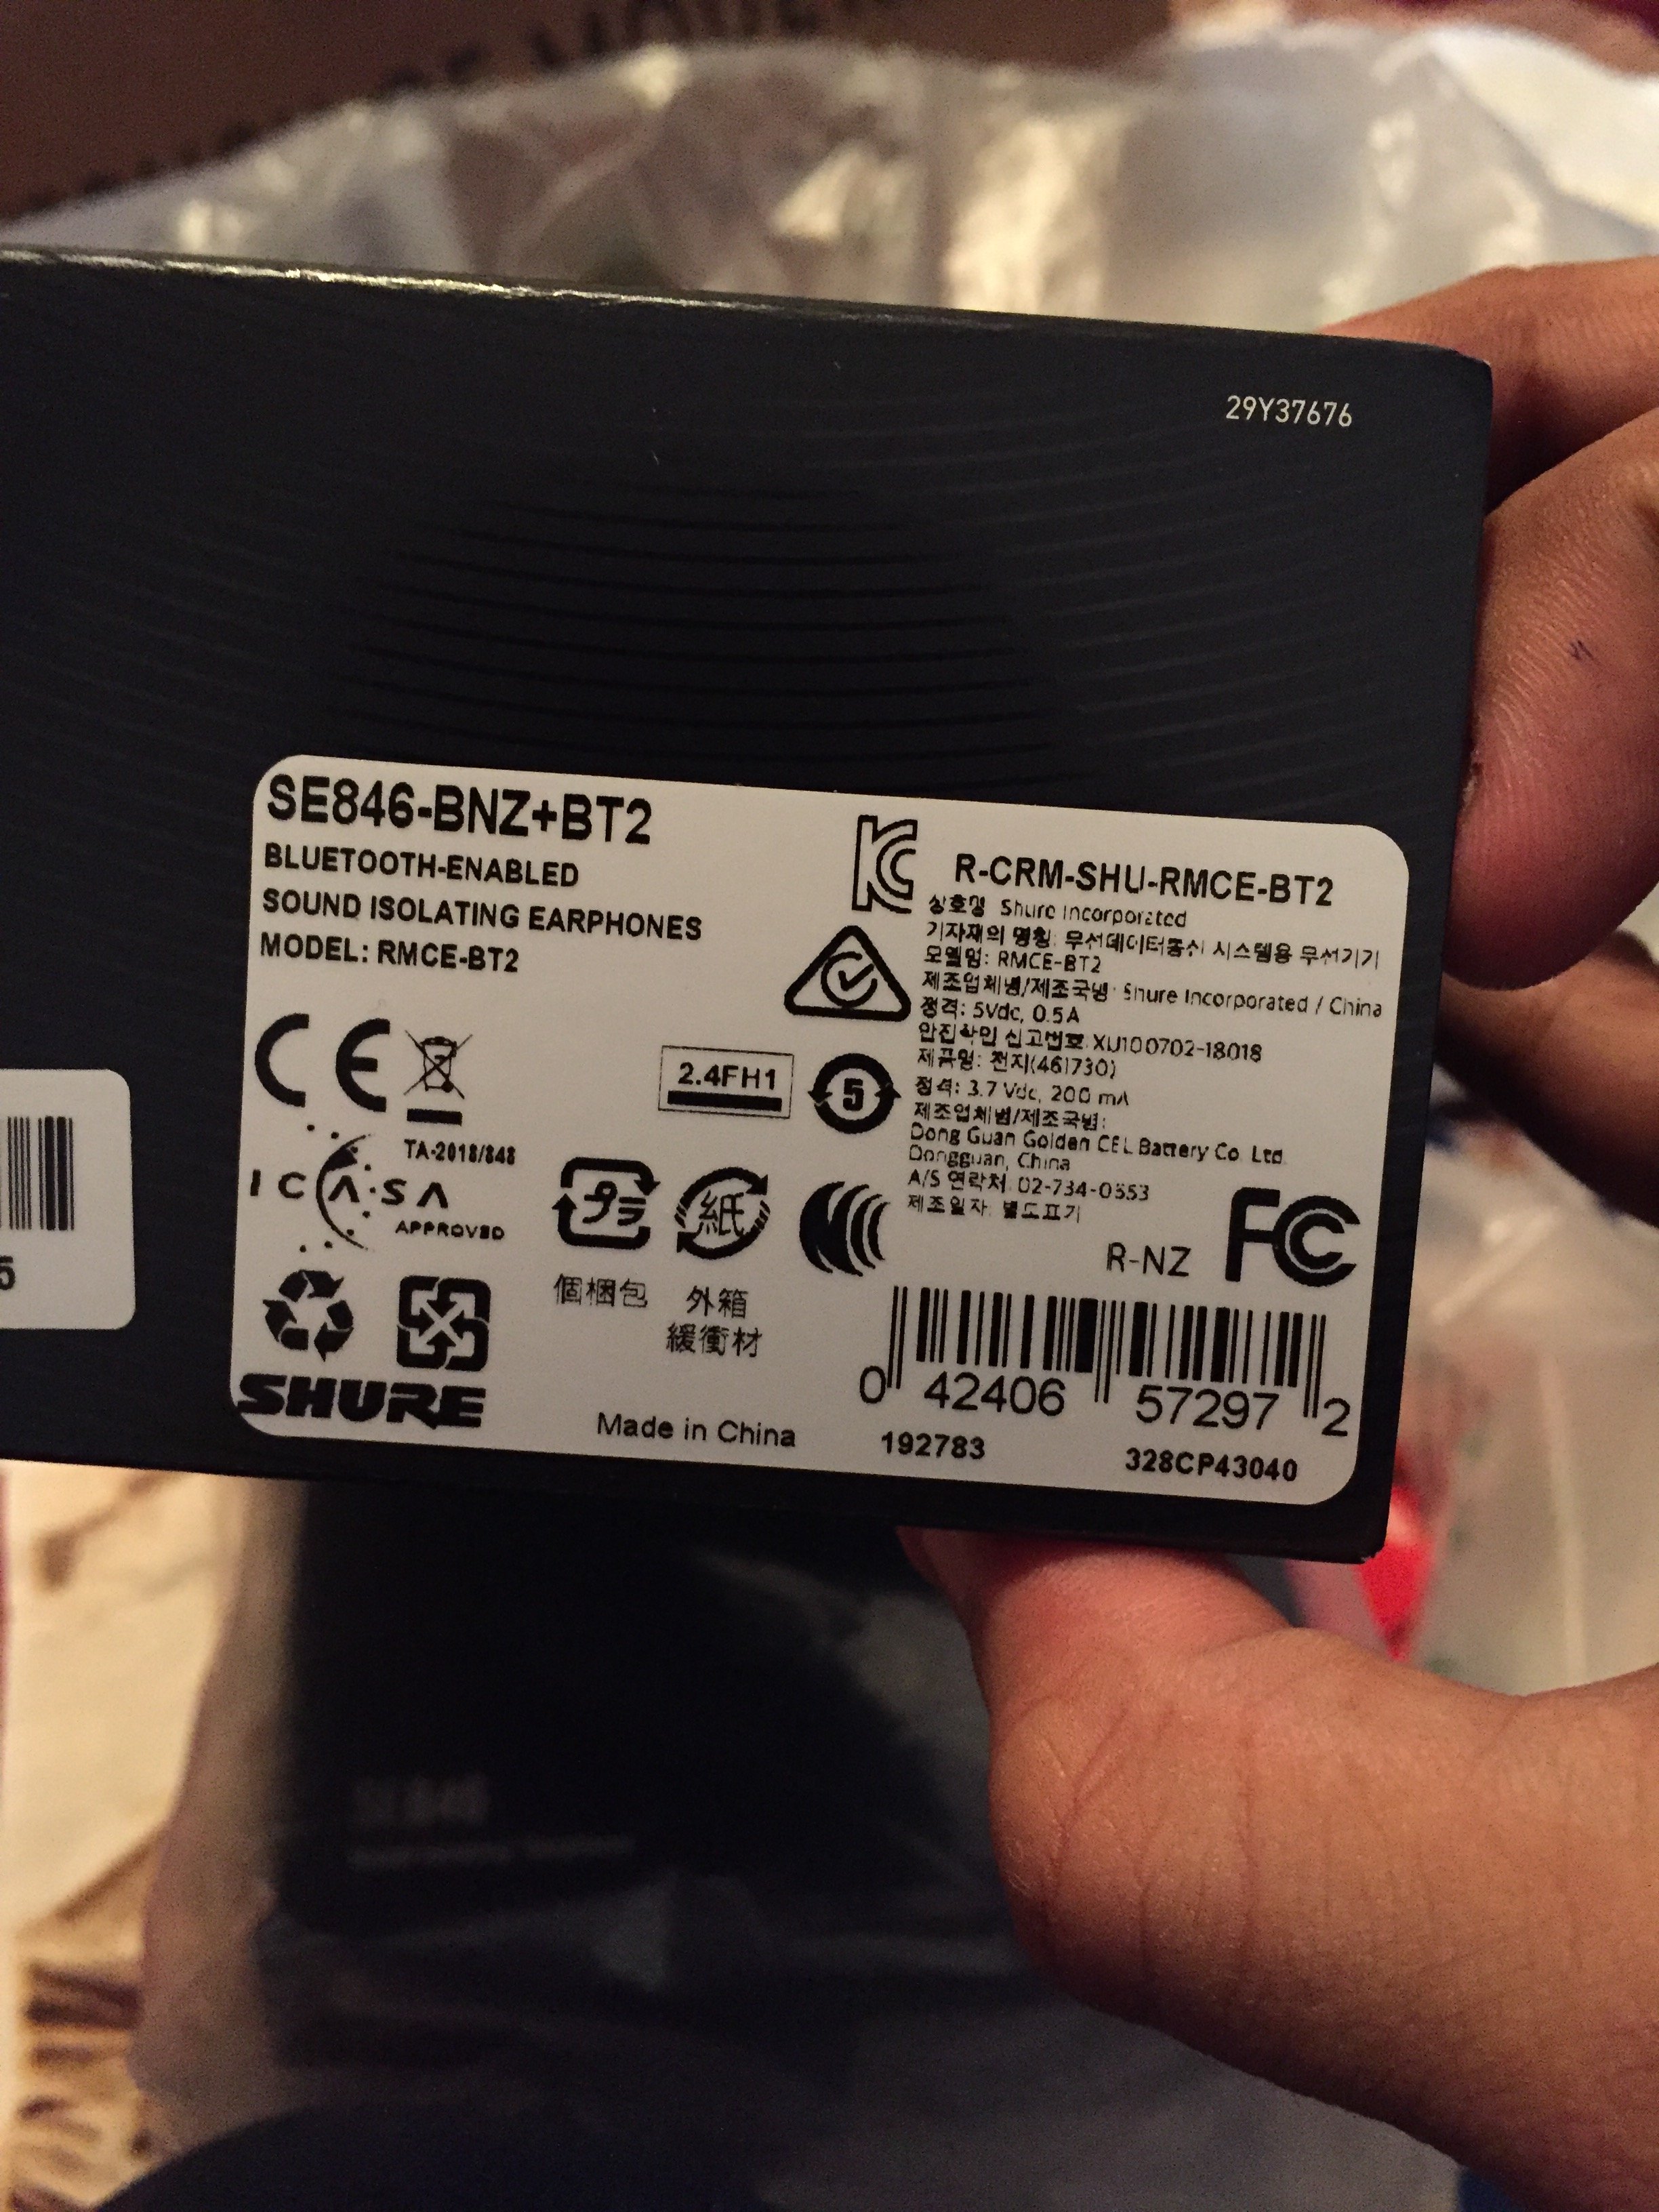 29Y37676
SE846-BNZ+BT2
BLUETOOTH-ENABLED
SOUND ISOLATING EARPHONES
MODEL: RMCE-BT2
R-CRM-SHU-RMCE-BT2
상호명 Shure Incorporated
기자재의 명칭: 무선데이터통신 시스템용 무선기기
모델명: RMCE-BT2
제조업체명/제조국명: Shure Incorporated / China
정격: 5Vdc, 0.5A
안전확인 신고번호: XU100702-18018
제품명: 전지(461730)
정격: 3.7 Vdc, 200 mA
제조업체명/제조국명:
Dong Guan Golden CEL Battery Co. Ltd.
Dongguan, China
A/S 연락처: 02-734-0553
제조일자: 별도표기
CE
2.4FH1
5
TA-2018/848
ICASA
APPROVED
プラ
紙
個梱包
外箱
緩衝材
R-NZ
FC
SHURE
Made in China
0 42406 57297 2
192783
328CP43040
5
SE846